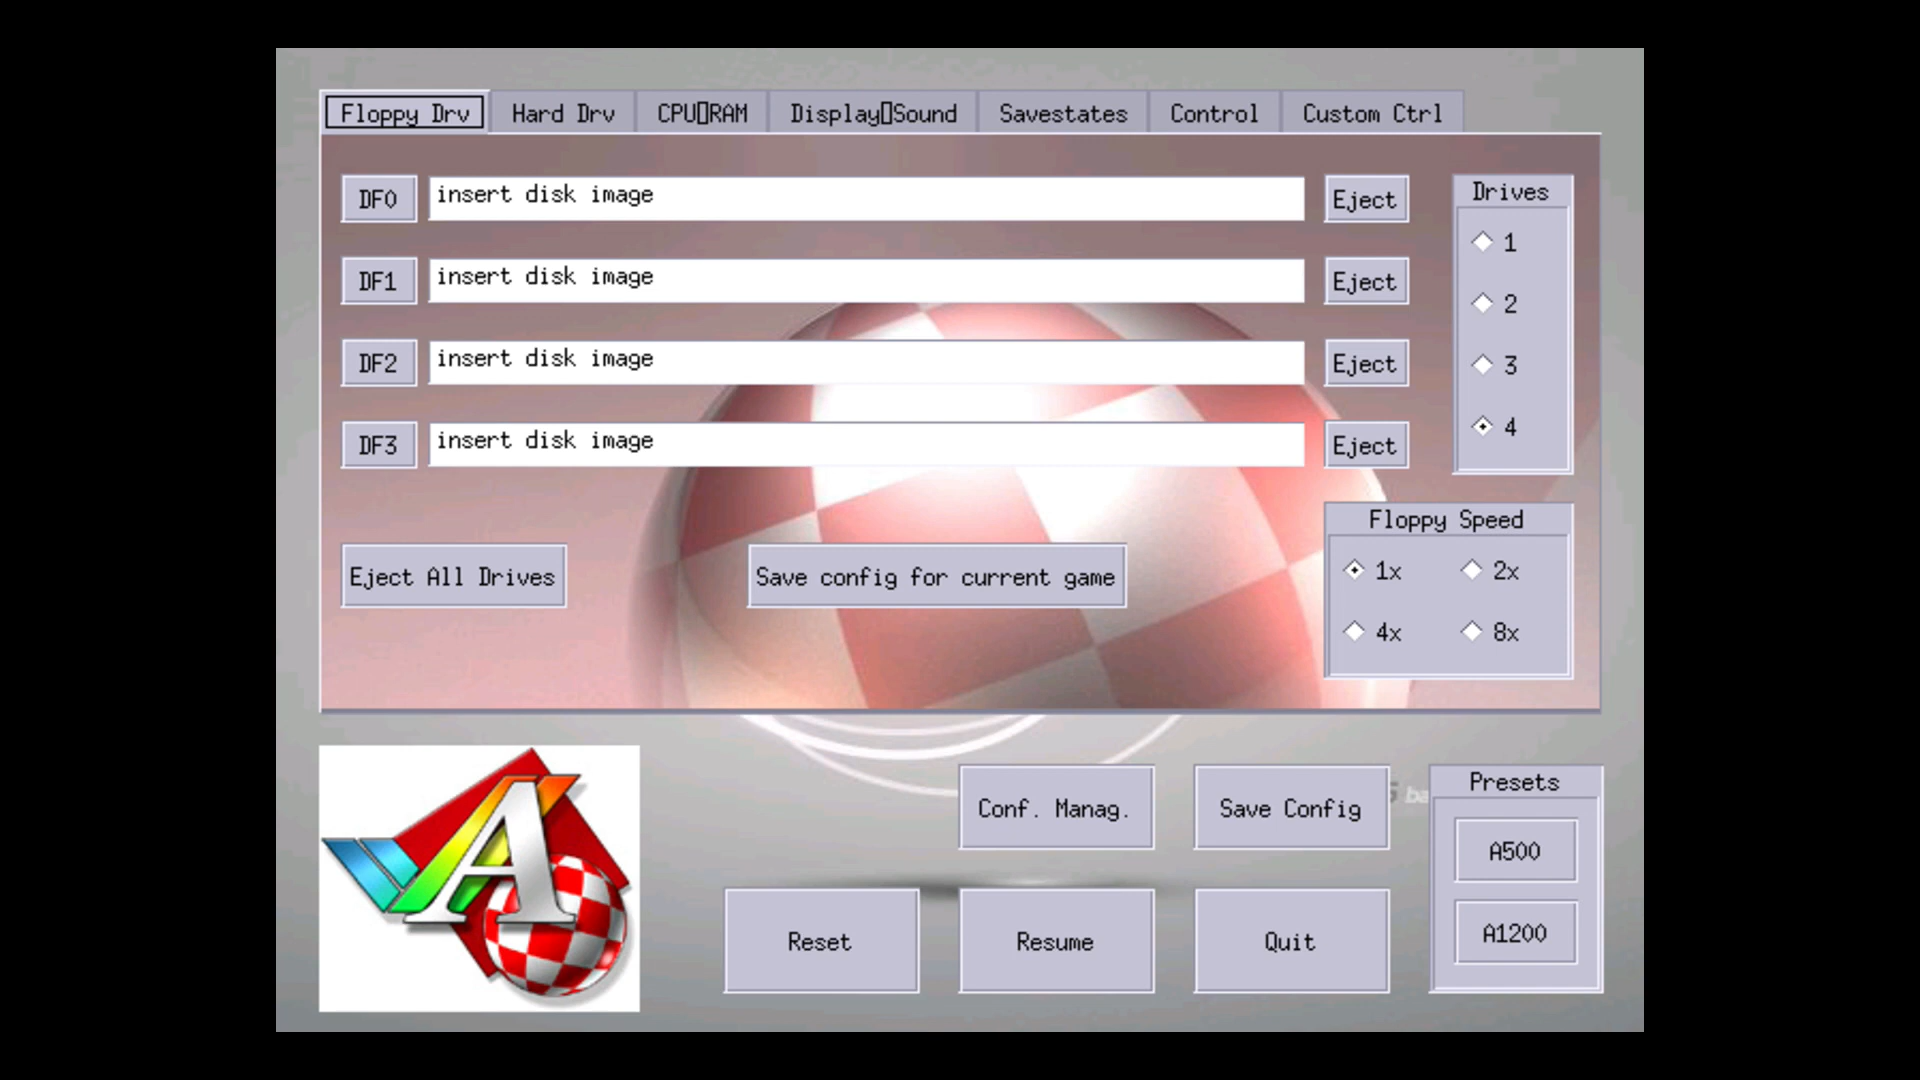 Floppy Drv Hard Drv CPU▯RAM Display▯Sound Savestates Control Custom Ctrl
DF0 insert disk image Eject
DF1 insert disk image Eject
DF2 insert disk image Eject
DF3 insert disk image Eject
Drives
1
2
3
4
Eject All Drives Save config for current game
Floppy Speed
1x 2x
4x 8x
A
Conf. Manag. Save Config
Reset Resume Quit
Presets
A500
A1200